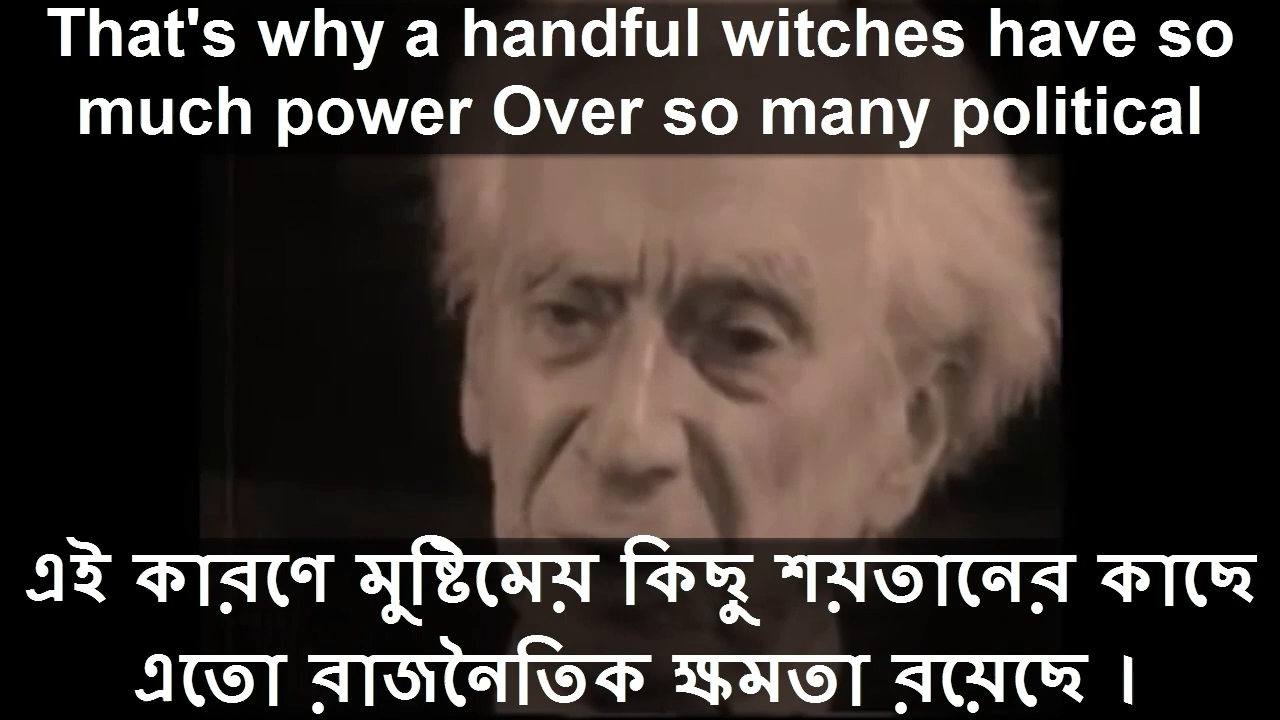 That's why a handful witches have so
much power Over so many political
এই কারণে মুষ্টিমেয় কিছু শয়তানের কাছে
এতো রাজনৈতিক ক্ষমতা রয়েছে ।